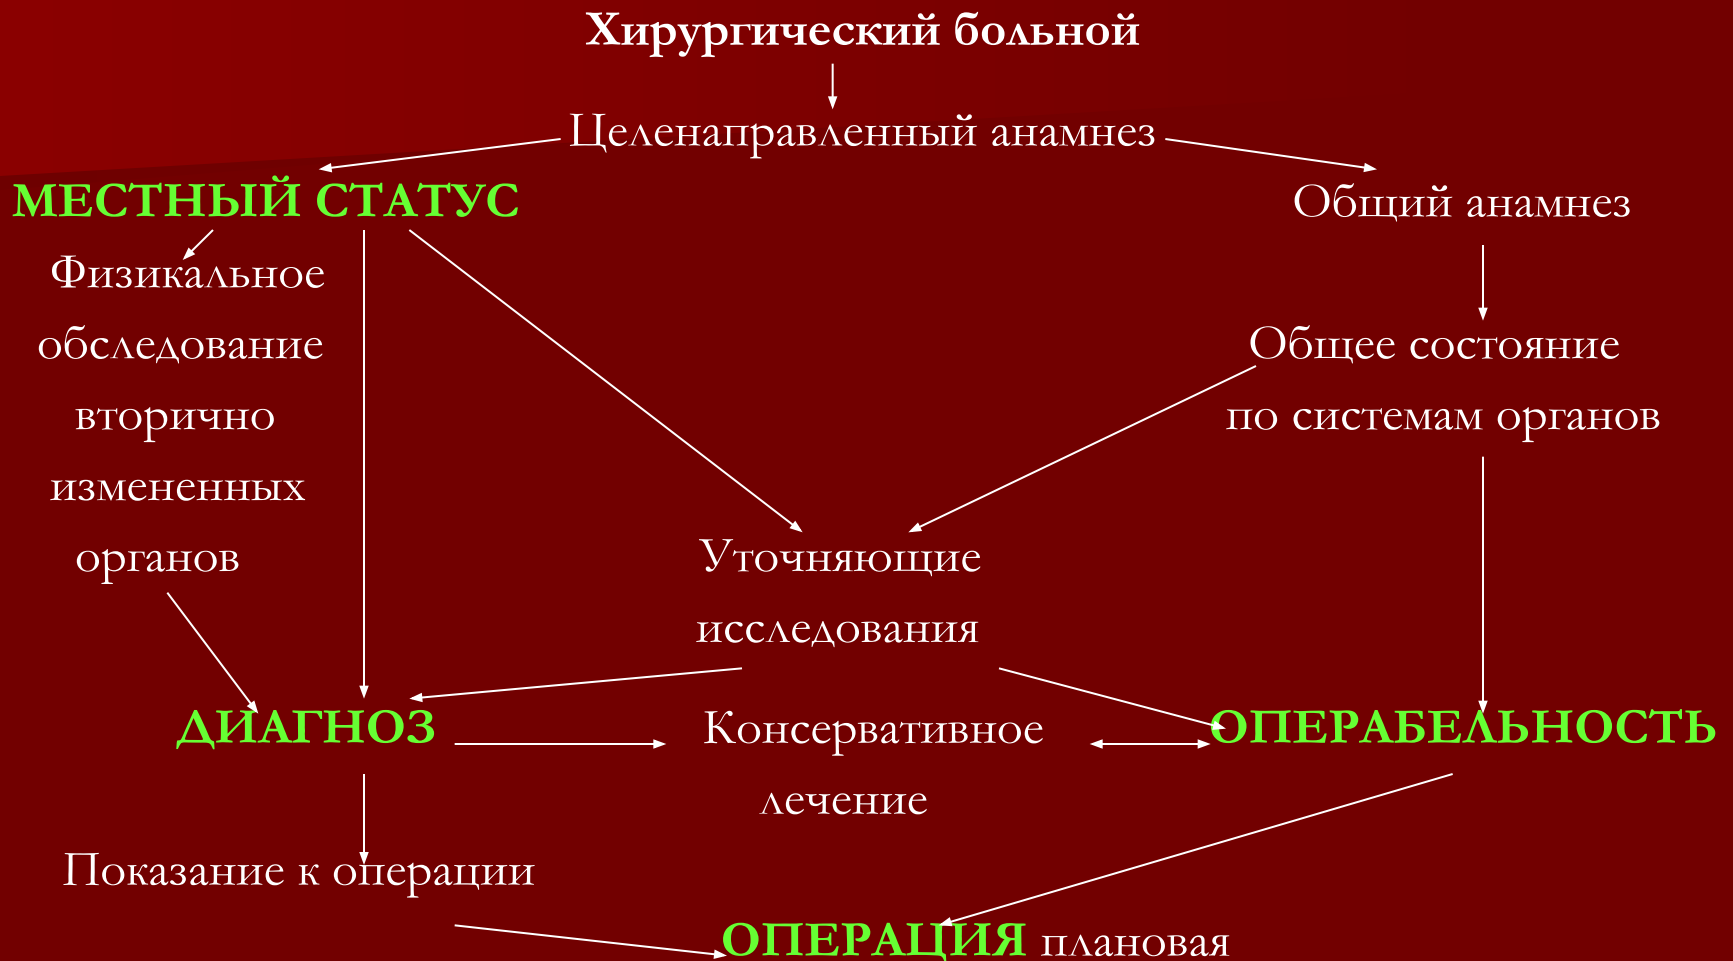 Хирургический больной
Целенаправленный анамнез
МЕСТНЫЙ СТАТУС
Общий анамнез
Физикальное
обследование
вторично
измененных
органов
Общее состояние
по системам органов
Уточняющие
исследования
ДИАГНОЗ
Консервативное
лечение
ОПЕРАБЕЛЬНОСТЬ
Показание к операции
ОПЕРАЦИЯ плановая